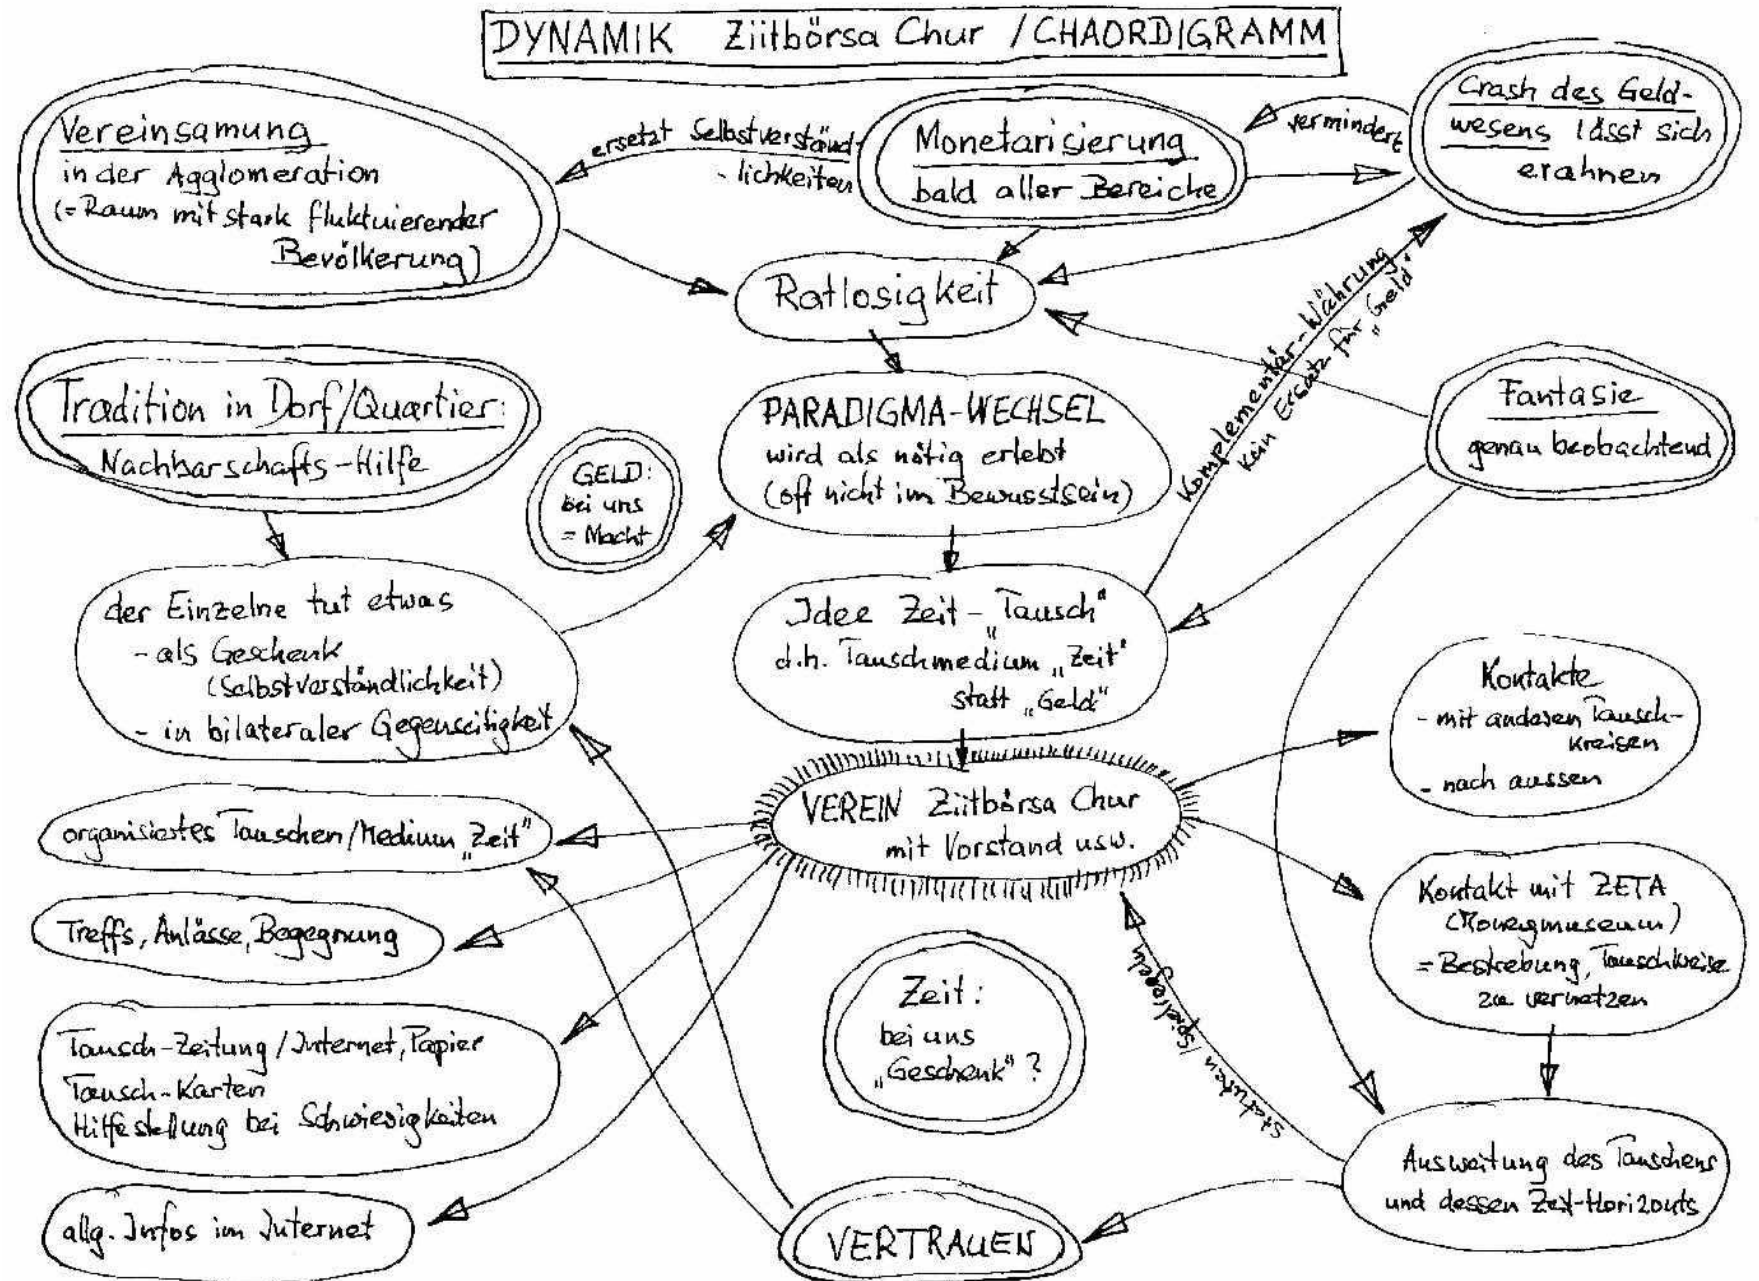 DYNAMIK Ziitbörsa Chur / CHAORDIGRAMM
Vereinsamung
in der Agglomeration
(= Raum mit stark fluktuierender
Bevölkerung)
ersetzt Selbstverständ-
lichkeiten
Monetarisierung
bald aller Bereiche
vermindert
Crash des Geld-
wesens lässt sich
erahnen
Ratlosigkeit
Tradition in Dorf/Quartier:
Nachbarschafts-Hilfe
GELD:
bei uns
= Macht
PARADIGMA-WECHSEL
wird als nötig erlebt
(oft nicht im Bewusstsein)
Komplementär-Währung
kein Ersatz für „Geld"
Fantasie
genau beobachtend
der Einzelne tut etwas
- als Geschenk
(Selbstverständlichkeit)
- in bilateraler Gegenseitigkeit
Idee Zeit-„Tausch"
d.h. Tauschmedium „Zeit"
statt „Geld"
Kontakte
- mit anderen Tausch-
kreisen
- nach aussen
VEREIN Ziitbörsa Chur
mit Vorstand usw.
organisiertes Tauschen/Medium „Zeit"
Treffs, Anlässe, Begegnung
Kontakt mit ZETA
(Moneymuseum)
= Bestrebung, Tauschkreise
zu vernetzen
Zeit:
bei uns
„Geschenk" ?
Statuten / Spielregeln
Tausch-Zeitung / Internet, Papier
Tausch-Karten
Hilfestellung bei Schwierigkeiten
Ausweitung des Tauschens
und dessen Zeit-Horizonts
allg. Infos im Internet
VERTRAUEN